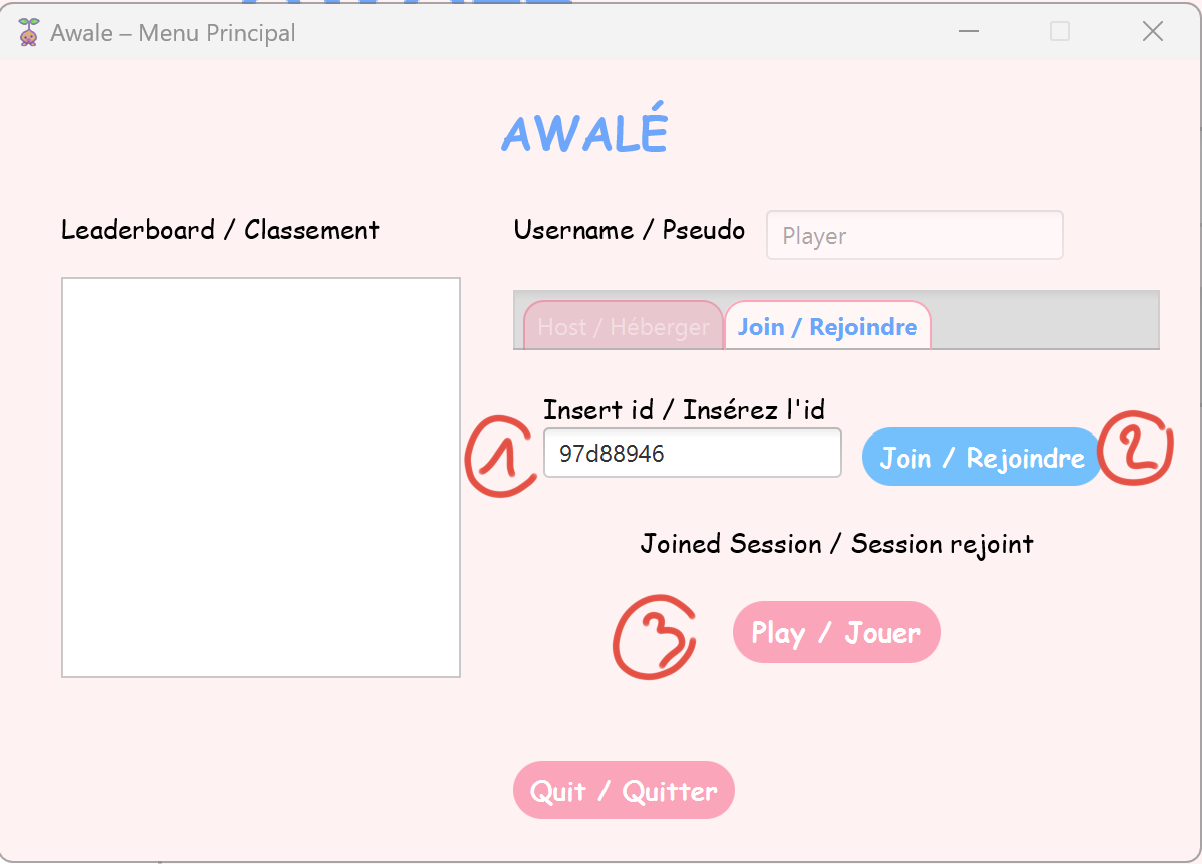 Awale – Menu Principal
AWALÉ
Leaderboard / Classement
Username / Pseudo
Player
Host / Héberger
Join / Rejoindre
Insert id / Insérez l'id
1
97d88946
Join / Rejoindre
2
Joined Session / Session rejoint
3
Play / Jouer
Quit / Quitter